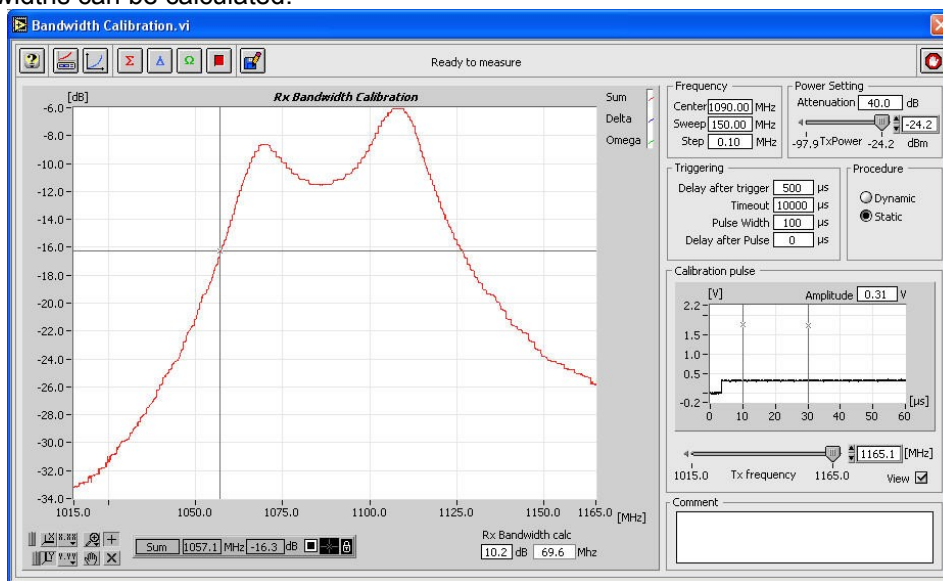 widths can be calculated.
Bandwidth Calibration.vi
Ready to measure
[dB]
Rx Bandwidth Calibration
Sum
Delta
Omega
-6.0
-8.0
-10.0
-12.0
-14.0
-16.0
-18.0
-20.0
-22.0
-24.0
-26.0
-28.0
-30.0
-32.0
-34.0
1015.0 1050.0 1075.0 1100.0 1125.0 1150.0 1165.0 [MHz]
Sum 1057.1 MHz -16.3 dB
Rx Bandwidth calc
10.2 dB 69.6 Mhz
Frequency
Center 1090.00 MHz
Sweep 150.00 MHz
Step 0.10 MHz
Power Setting
Attenuation 40.0 dB
-24.2
-97.9 TxPower -24.2 dBm
Triggering
Delay after trigger 500 µs
Timeout 10000 µs
Pulse Width 100 µs
Delay after Pulse 0 µs
Procedure
Dynamic
Static
Calibration pulse
[V]
Amplitude 0.31 V
2.2
1.5
1.0
0.5
-0.2
0 10 20 30 40 50 60 [µs]
1165.1 [MHz]
1015.0 Tx frequency 1165.0 View
Comment